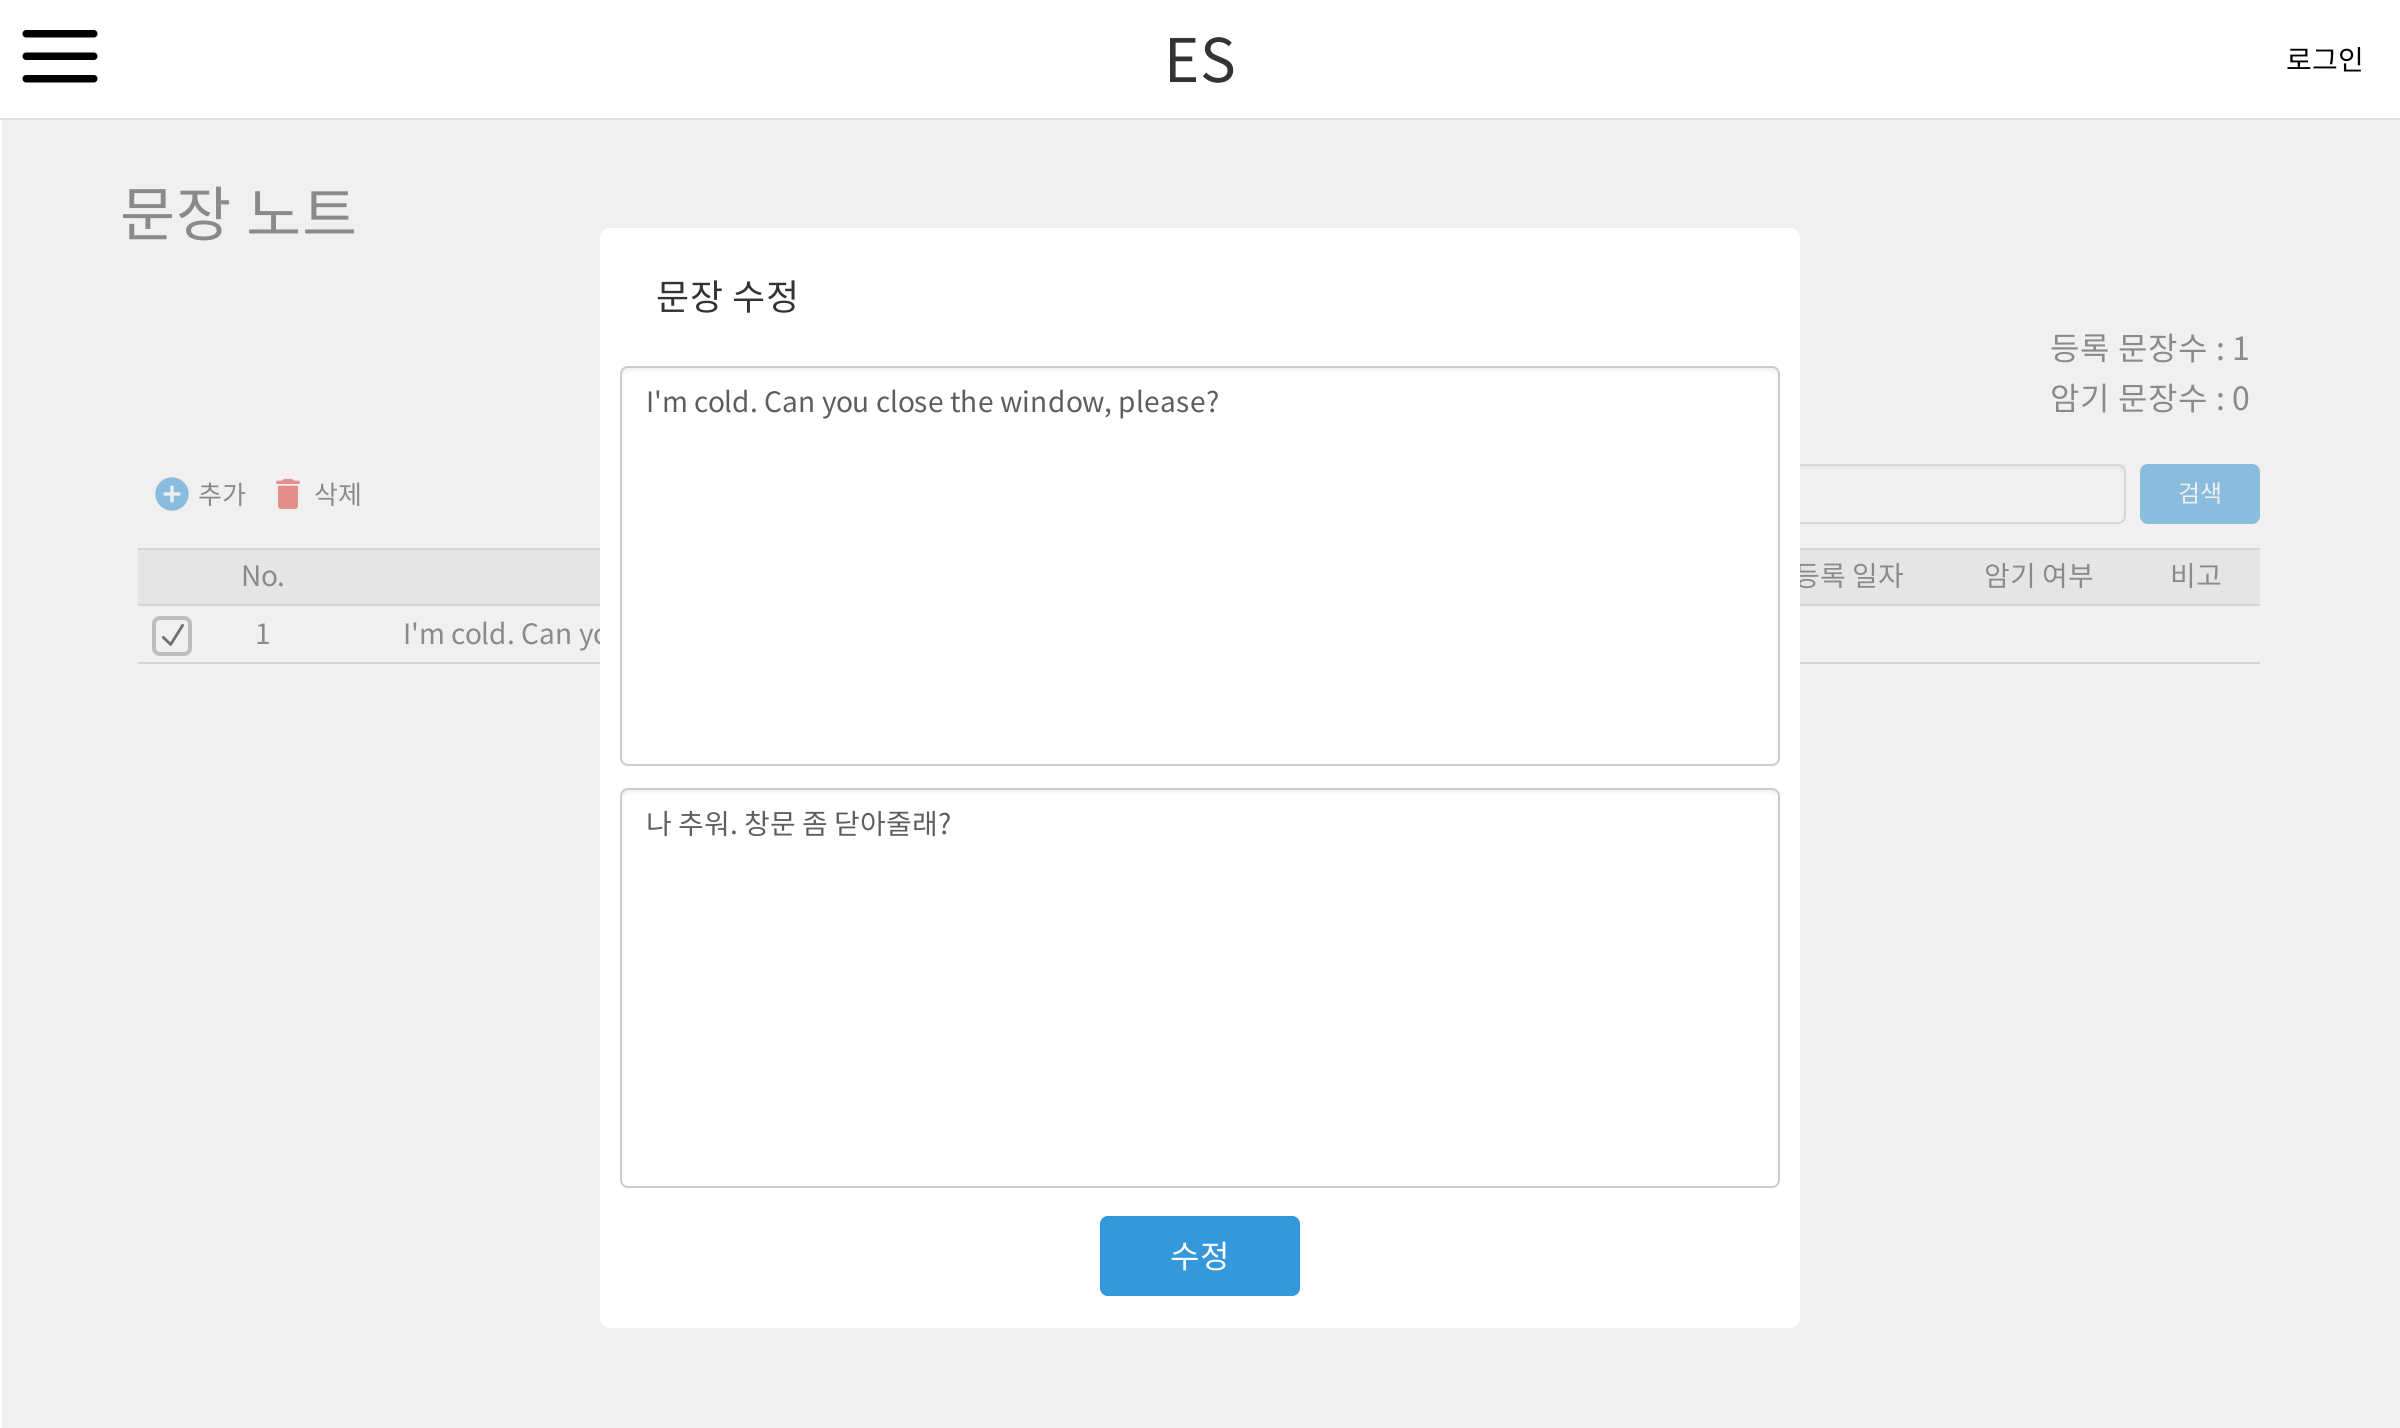 ES
로그인
문장 노트
문장 수정
I'm cold. Can you close the window, please?
나 추워. 창문 좀 닫아줄래?
수정
등록 문장수 : 1
암기 문장수 : 0
추가 삭제
검색
No. 등록 일자 암기 여부 비고
1 I'm cold. Can yo